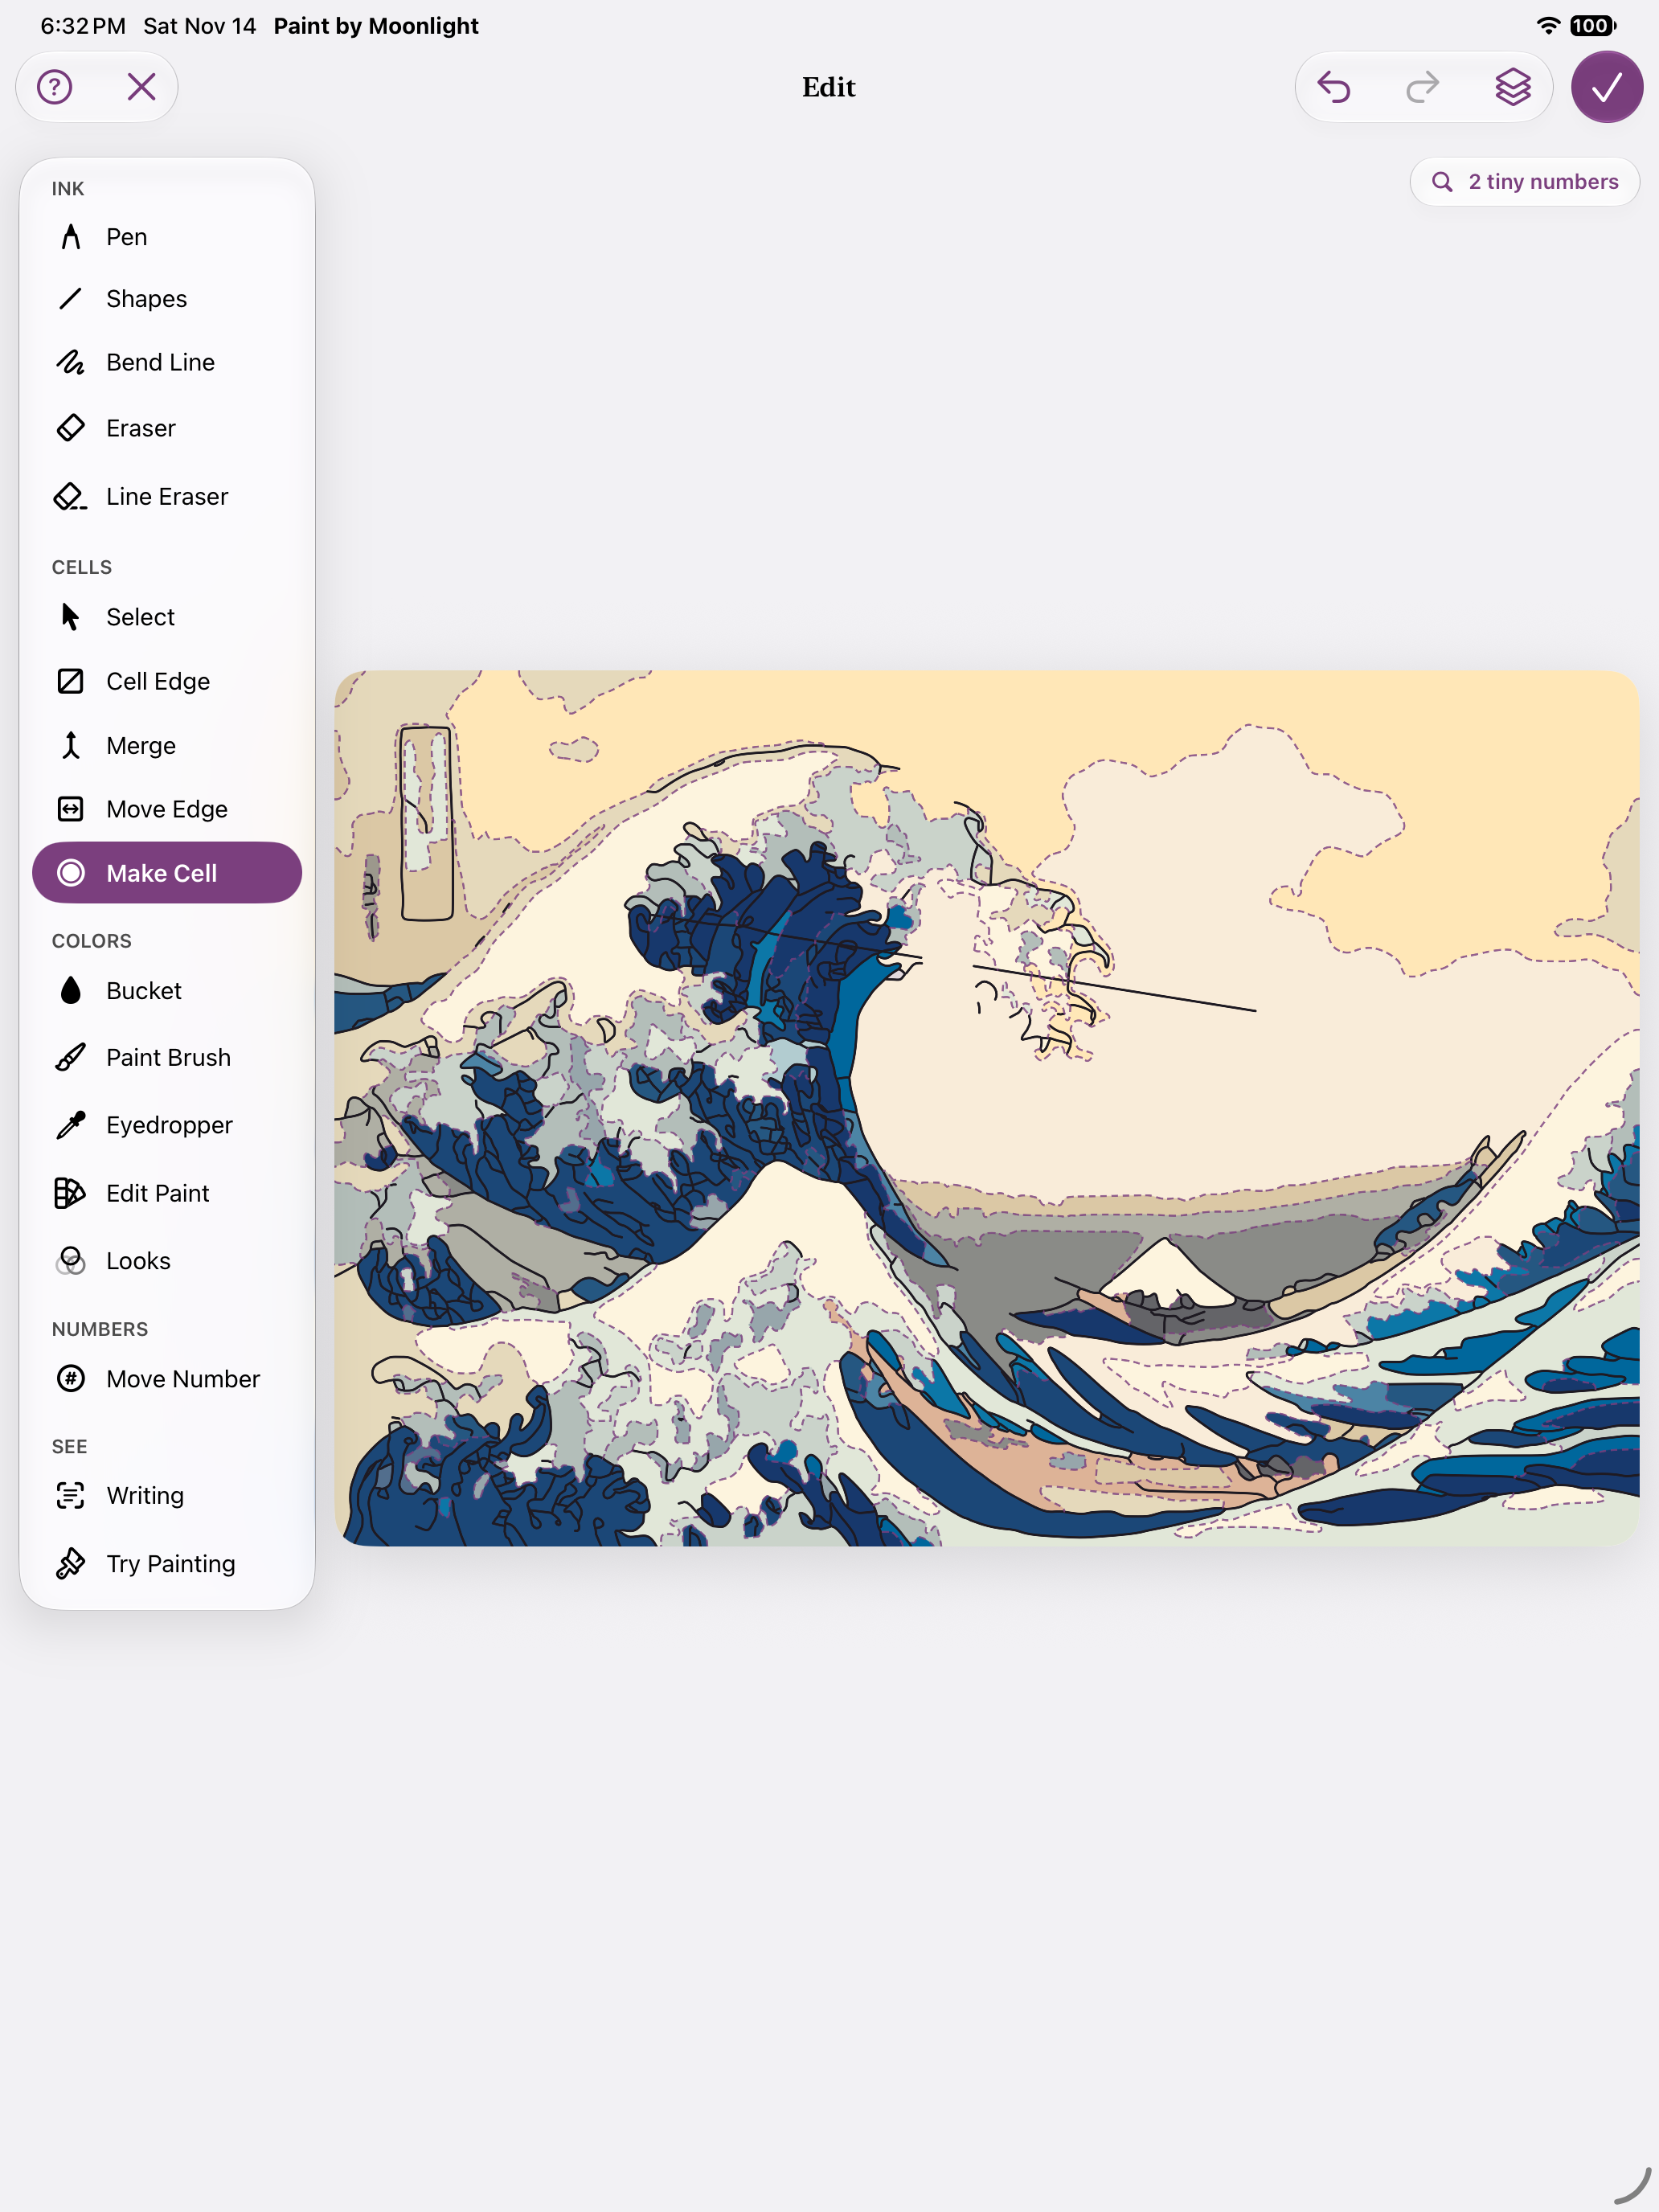 6:32 PM Sat Nov 14 Paint by Moonlight
100
Edit
2 tiny numbers
INK
Pen
Shapes
Bend Line
Eraser
Line Eraser
CELLS
Select
Cell Edge
Merge
Move Edge
Make Cell
COLORS
Bucket
Paint Brush
Eyedropper
Edit Paint
Looks
NUMBERS
Move Number
SEE
Writing
Try Painting